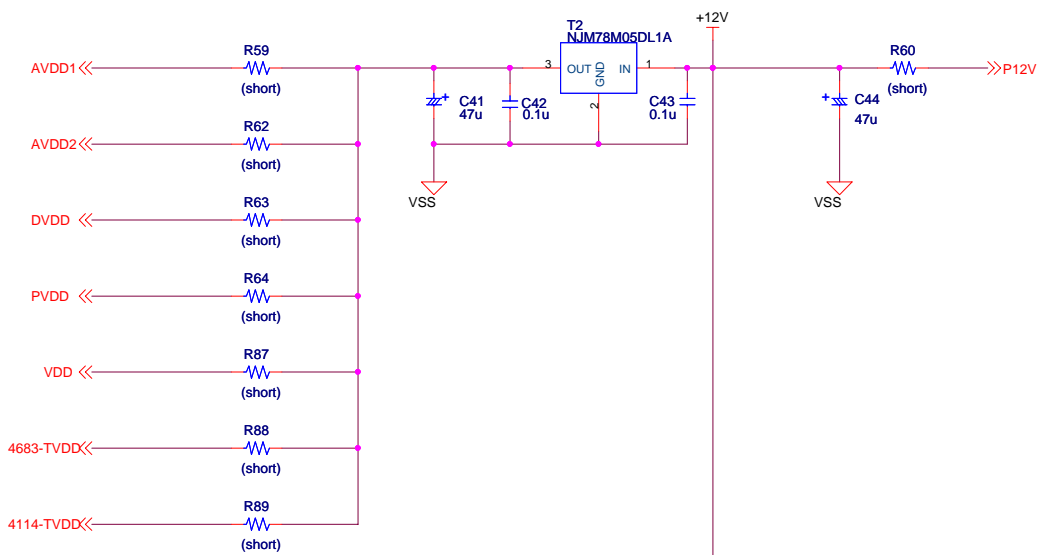 +12V
T2
NJM78M05DL1A
R59
R60
AVDD1
3
OUT
GND
IN
1
P12V
(short)
(short)
C41
47u
C42
0.1u
2
C43
0.1u
C44
47u
R62
AVDD2
(short)
VSS
VSS
R63
DVDD
(short)
R64
PVDD
(short)
R87
VDD
(short)
R88
4683-TVDD
(short)
R89
4114-TVDD
(short)